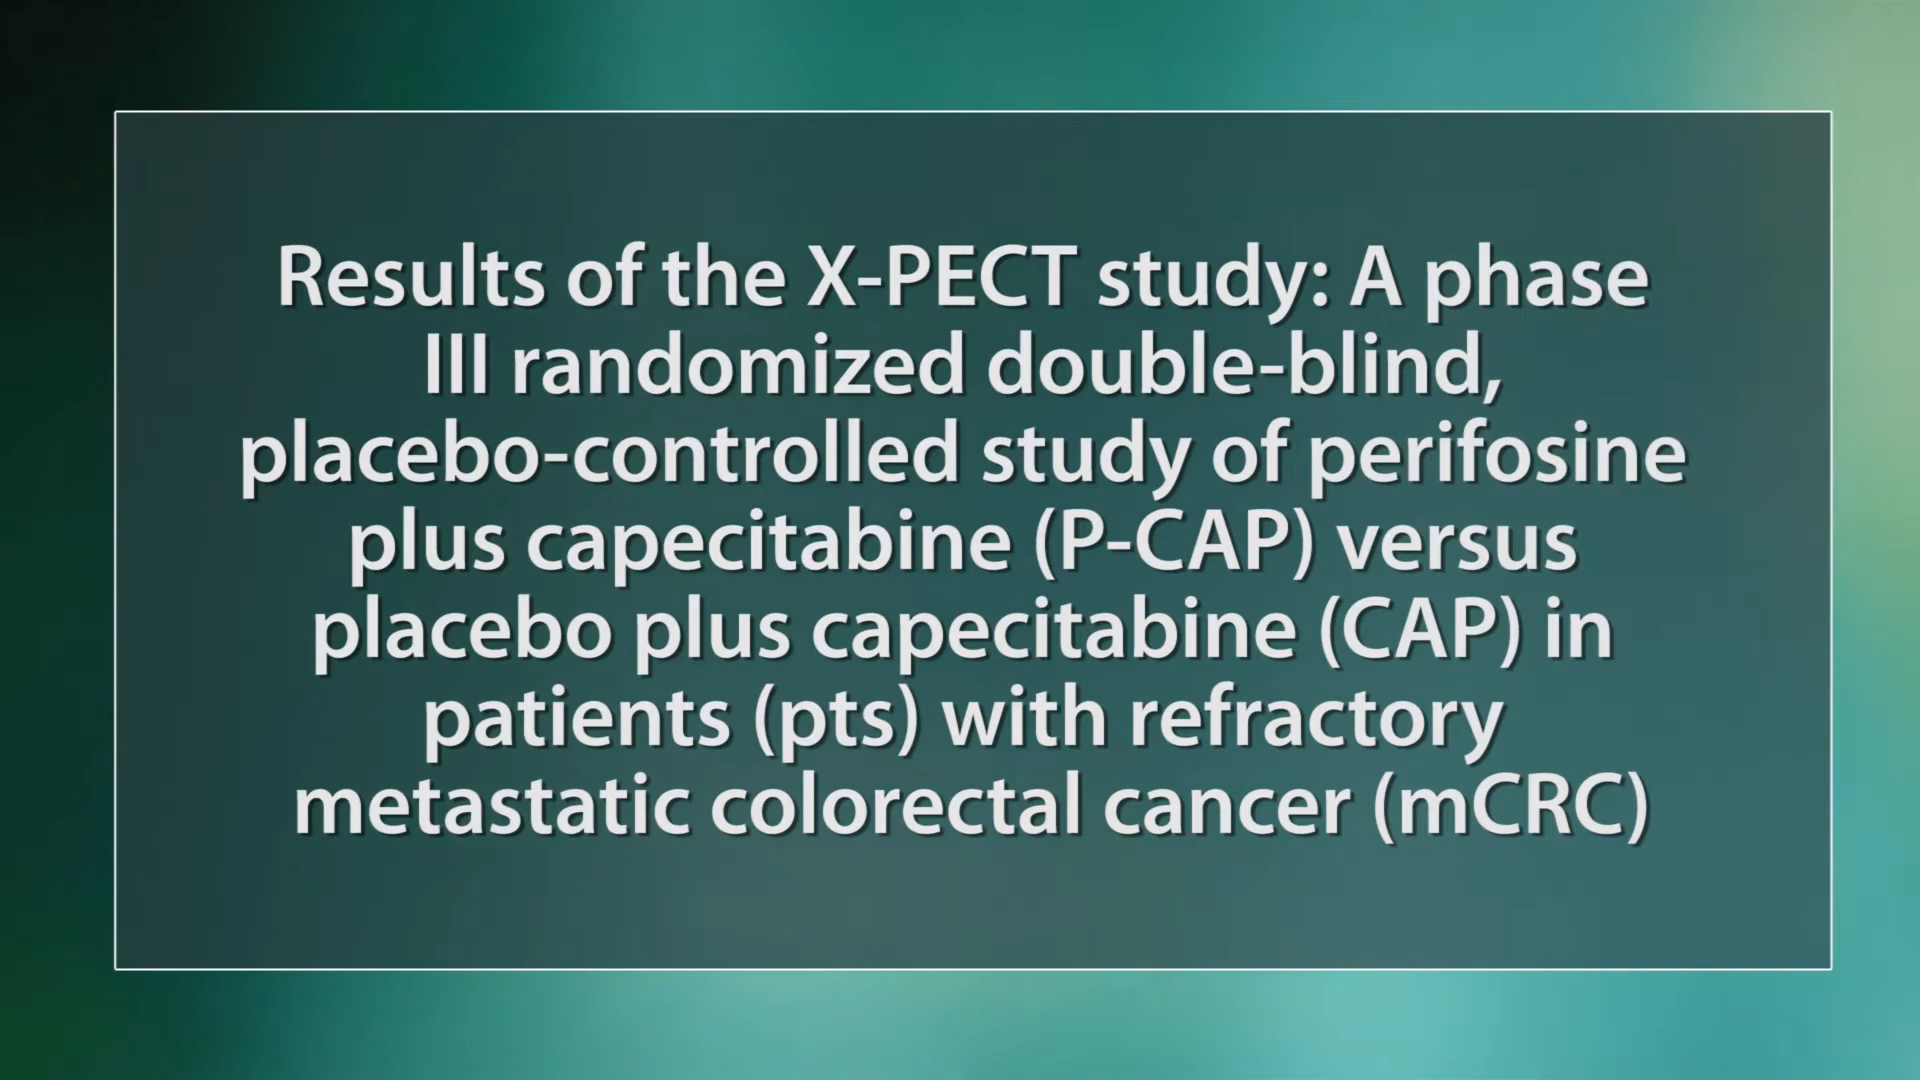 Results of the X-PECT study: A phase
III randomized double-blind,
placebo-controlled study of perifosine
plus capecitabine (P-CAP) versus
placebo plus capecitabine (CAP) in
patients (pts) with refractory
metastatic colorectal cancer (mCRC)